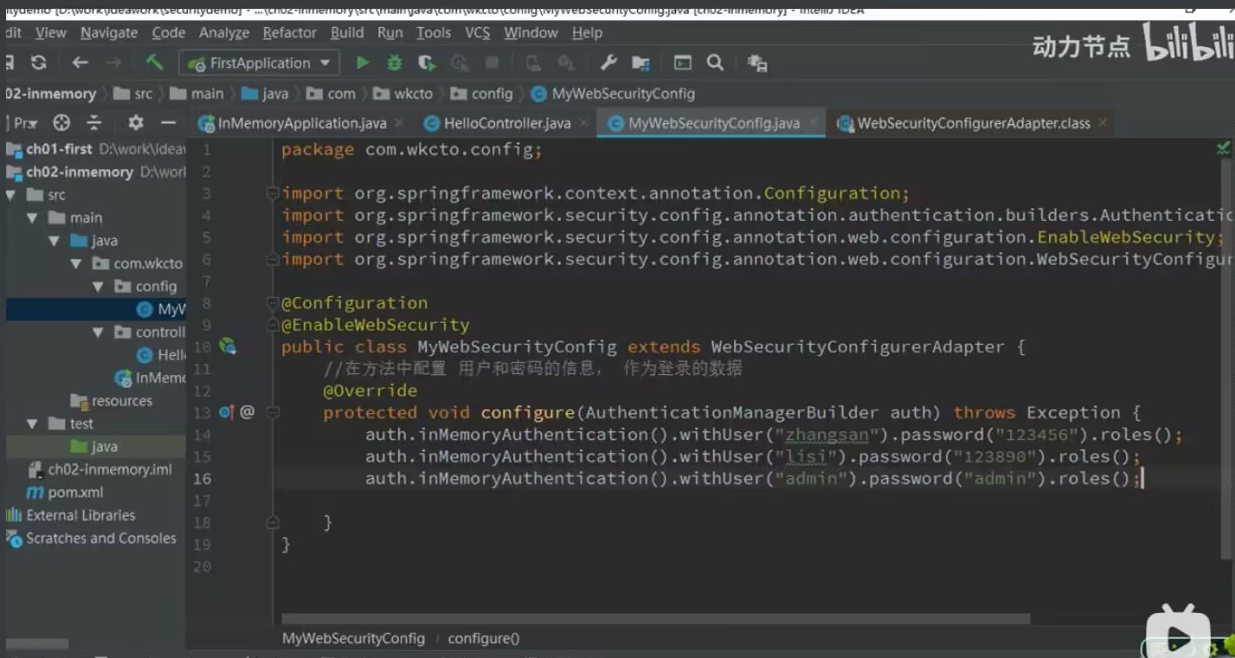 itydemo [D:\work\ideawork\securitydemo] - ...\ch02-inmemory\src\main\java\com\wkcto\config\MyWebSecurityConfig.java [ch02-inmemory] - IntelliJ IDEA
dit View Navigate Code Analyze Refactor Build Run Tools VCS Window Help
动力节点 bilibili
FirstApplication
02-inmemory src main java com wkcto config MyWebSecurityConfig
Pr InMemoryApplication.java HelloController.java MyWebSecurityConfig.java WebSecurityConfigurerAdapter.class
ch01-first D:\work\ideaw
ch02-inmemory D:\work
src
main
java
com.wkcto
config
MyW
controll
Hell
InMemo
resources
test
java
ch02-inmemory.iml
pom.xml
External Libraries
Scratches and Consoles
1 package com.wkcto.config;
2
3 import org.springframework.context.annotation.Configuration;
4 import org.springframework.security.config.annotation.authentication.builders.Authenticatio
5 import org.springframework.security.config.annotation.web.configuration.EnableWebSecurity;
6 import org.springframework.security.config.annotation.web.configuration.WebSecurityConfigur
7
8 @Configuration
9 @EnableWebSecurity
10 public class MyWebSecurityConfig extends WebSecurityConfigurerAdapter {
11 //在方法中配置 用户和密码的信息， 作为登录的数据
12 @Override
13 @ protected void configure(AuthenticationManagerBuilder auth) throws Exception {
14 auth.inMemoryAuthentication().withUser("zhangsan").password("123456").roles();
15 auth.inMemoryAuthentication().withUser("lisi").password("123890").roles();
16 auth.inMemoryAuthentication().withUser("admin").password("admin").roles();
17
18 }
19 }
20
MyWebSecurityConfig configure()